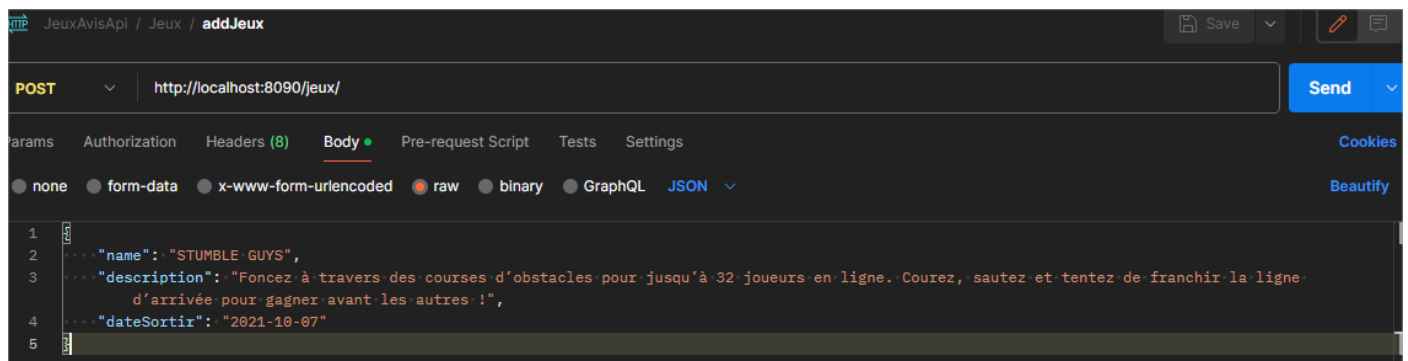 HTTP JeuxAvisApi / Jeux / addJeux Save
POST http://localhost:8090/jeux/ Send
Params Authorization Headers (8) Body Pre-request Script Tests Settings Cookies
none form-data x-www-form-urlencoded raw binary GraphQL JSON Beautify
1 {
2 "name": "STUMBLE GUYS",
3 "description": "Foncez à travers des courses d’obstacles pour jusqu’à 32 joueurs en ligne. Courez, sautez et tentez de franchir la ligne
d’arrivée pour gagner avant les autres !",
4 "dateSortir": "2021-10-07"
5 }